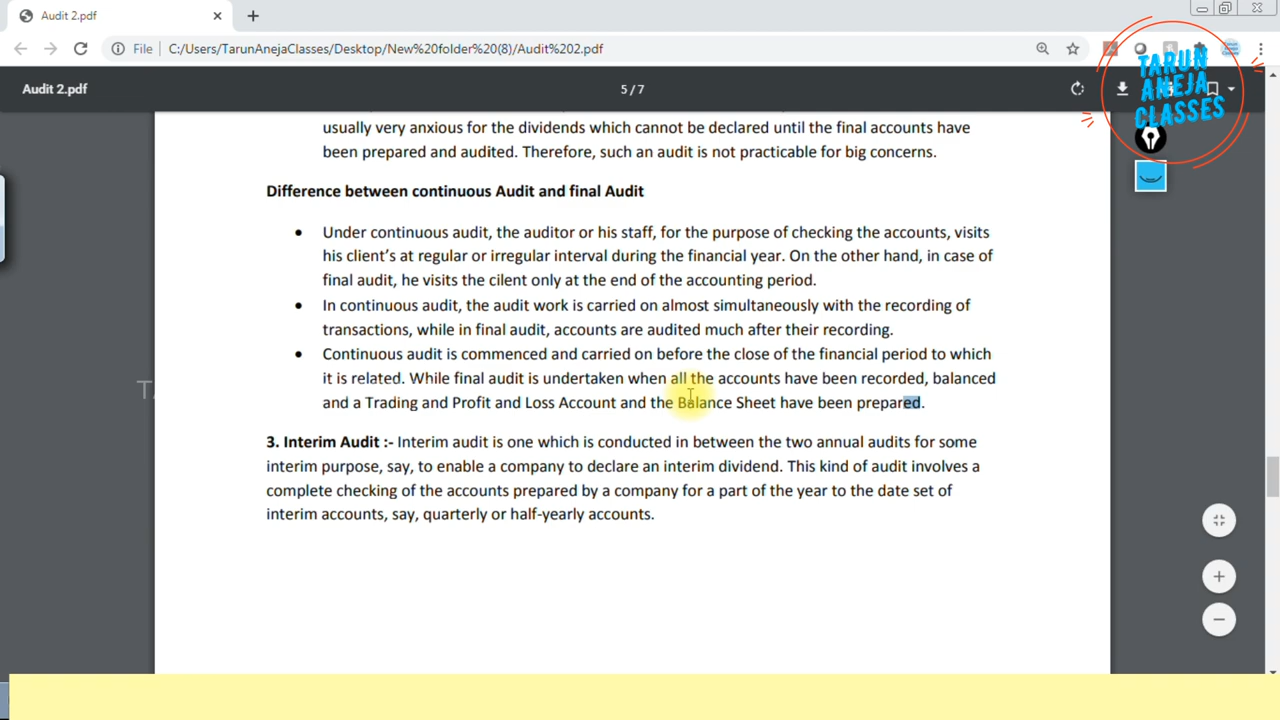 Audit 2.pdf
File C:/Users/TarunAnejaClasses/Desktop/New%20folder%20(8)/Audit%202.pdf
Audit 2.pdf
5 / 7
TARUN
ANEJA
CLASSES
usually very anxious for the dividends which cannot be declared until the final accounts have
been prepared and audited. Therefore, such an audit is not practicable for big concerns.
Difference between continuous Audit and final Audit
• Under continuous audit, the auditor or his staff, for the purpose of checking the accounts, visits
his client's at regular or irregular interval during the financial year. On the other hand, in case of
final audit, he visits the cilent only at the end of the accounting period.
• In continuous audit, the audit work is carried on almost simultaneously with the recording of
transactions, while in final audit, accounts are audited much after their recording.
• Continuous audit is commenced and carried on before the close of the financial period to which
it is related. While final audit is undertaken when all the accounts have been recorded, balanced
and a Trading and Profit and Loss Account and the Balance Sheet have been prepared.
3. Interim Audit :- Interim audit is one which is conducted in between the two annual audits for some
interim purpose, say, to enable a company to declare an interim dividend. This kind of audit involves a
complete checking of the accounts prepared by a company for a part of the year to the date set of
interim accounts, say, quarterly or half-yearly accounts.